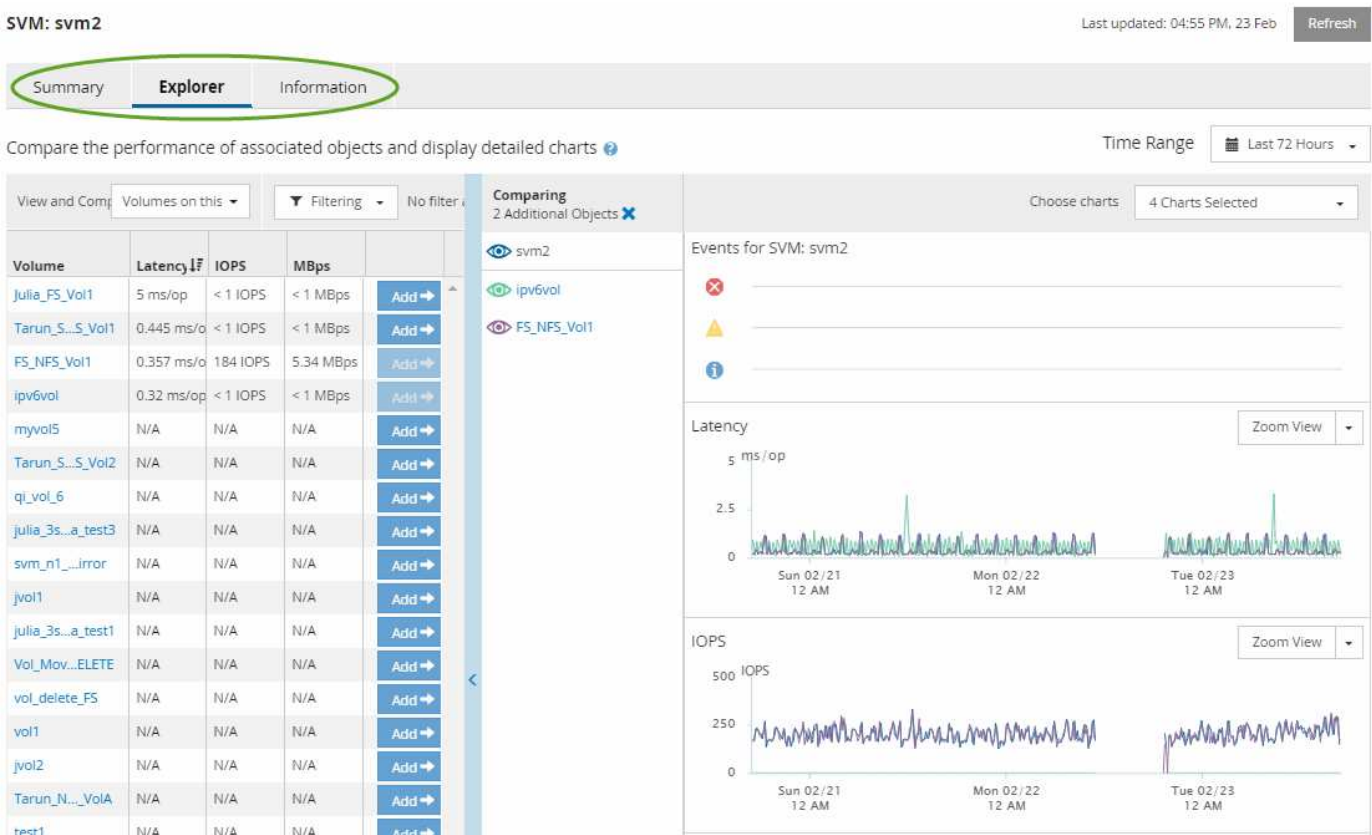 SVM: svm2
Last updated: 04:55 PM, 23 Feb Refresh
Summary Explorer Information
Compare the performance of associated objects and display detailed charts ?
Time Range Last 72 Hours
View and Comp Volumes on this Filtering No filter
Comparing
2 Additional Objects
Choose charts 4 Charts Selected
Volume Latency IOPS MBps
Julia_FS_Vol1 5 ms/op < 1 IOPS < 1 MBps Add
Tarun_S...S_Vol1 0.445 ms/o < 1 IOPS < 1 MBps Add
FS_NFS_Vol1 0.357 ms/o 184 IOPS 5.34 MBps Add
ipv6vol 0.32 ms/op < 1 IOPS < 1 MBps Add
myvol5 N/A N/A N/A Add
Tarun_S...S_Vol2 N/A N/A N/A Add
qi_vol_6 N/A N/A N/A Add
julia_3s...a_test3 N/A N/A N/A Add
svm_n1_...irror N/A N/A N/A Add
jvol1 N/A N/A N/A Add
julia_3s...a_test1 N/A N/A N/A Add
Vol_Mov...ELETE N/A N/A N/A Add
vol_delete_FS N/A N/A N/A Add
vol1 N/A N/A N/A Add
jvol2 N/A N/A N/A Add
Tarun_N..._VolA N/A N/A N/A Add
test1 N/A N/A N/A Add
svm2
ipv6vol
FS_NFS_Vol1
Events for SVM: svm2
Latency Zoom View
5 ms/op
2.5
0
Sun 02/21 Mon 02/22 Tue 02/23
12 AM 12 AM 12 AM
IOPS Zoom View
500 IOPS
250
0
Sun 02/21 Mon 02/22 Tue 02/23
12 AM 12 AM 12 AM